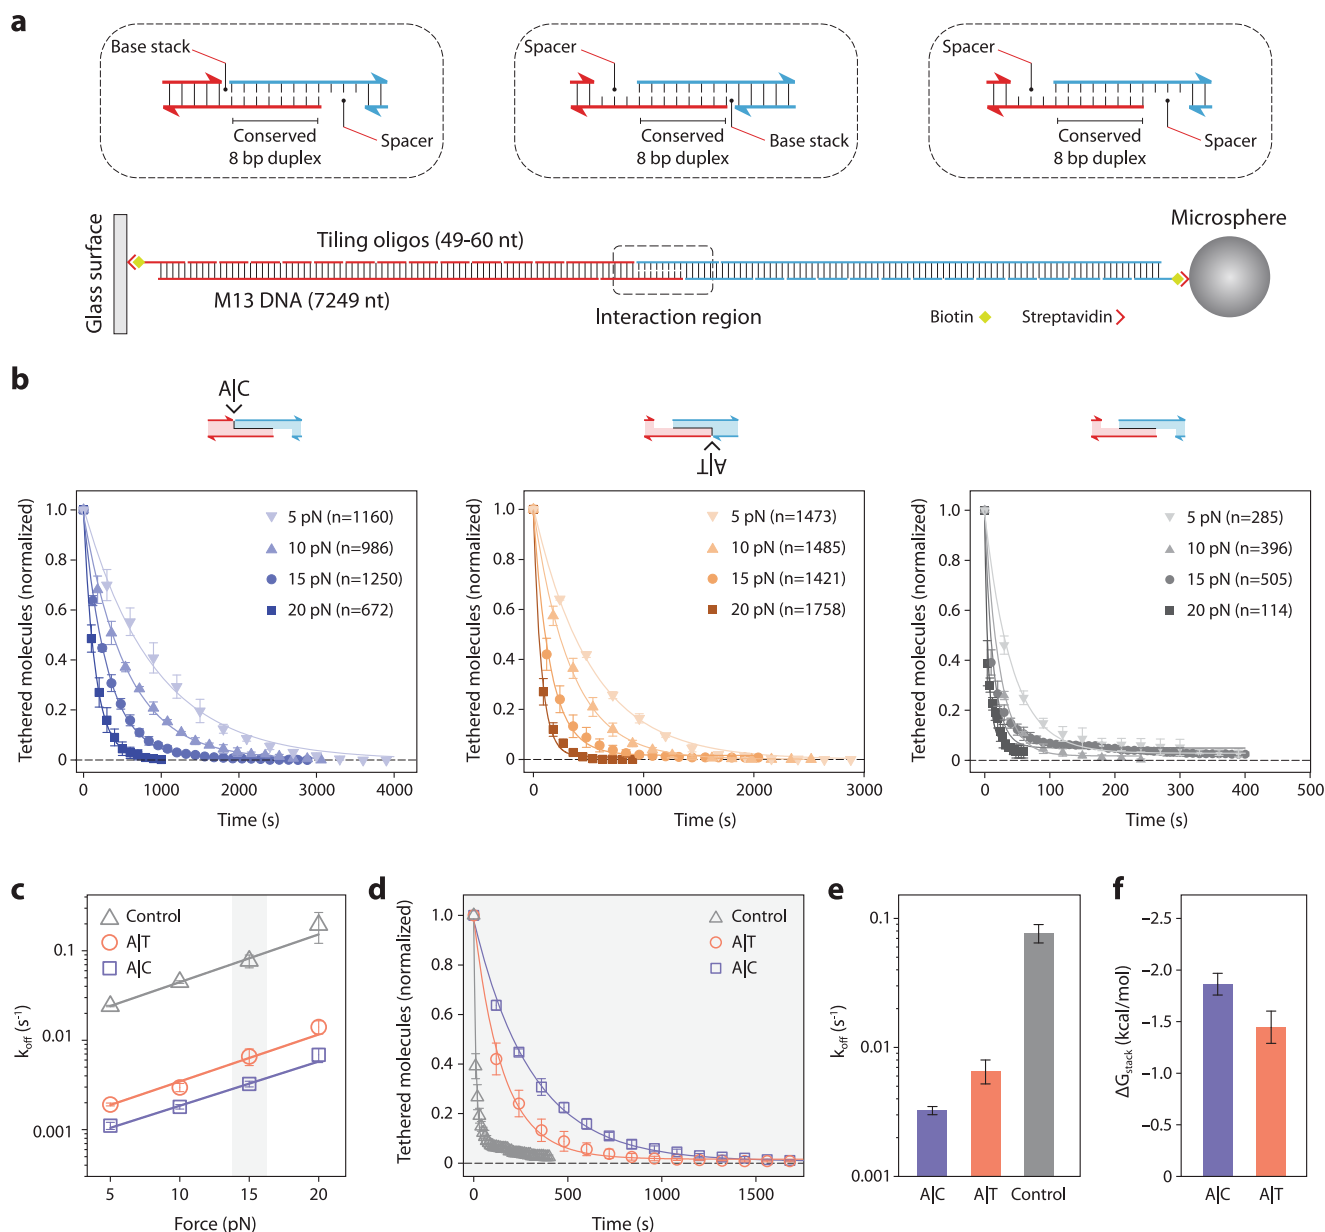 a
Base stack
Spacer
Conserved
8 bp duplex
Spacer
Conserved
8 bp duplex
Base stack
Spacer
Conserved
8 bp duplex
Spacer
Glass surface
Tiling oligos (49-60 nt)
M13 DNA (7249 nt)
Interaction region
Microsphere
Biotin
Streptavidin
b
A|C
Tethered molecules (normalized)
1.0
0.8
0.6
0.4
0.2
0
5 pN (n=1160)
10 pN (n=986)
15 pN (n=1250)
20 pN (n=672)
0 1000 2000 3000 4000
Time (s)
A|T
Tethered molecules (normalized)
1.0
0.8
0.6
0.4
0.2
0
5 pN (n=1473)
10 pN (n=1485)
15 pN (n=1421)
20 pN (n=1758)
0 1000 2000 3000
Time (s)
Tethered molecules (normalized)
1.0
0.8
0.6
0.4
0.2
0
5 pN (n=285)
10 pN (n=396)
15 pN (n=505)
20 pN (n=114)
0 100 200 300 400 500
Time (s)
c
k_off (s⁻¹)
0.1
0.01
0.001
Control
A|T
A|C
5 10 15 20
Force (pN)
d
Tethered molecules (normalized)
1.0
0.8
0.6
0.4
0.2
0
Control
A|T
A|C
0 500 1000 1500
Time (s)
e
k_off (s⁻¹)
0.1
0.01
0.001
A|C A|T Control
f
ΔG_stack (kcal/mol)
−2.5
−2.0
−1.5
−1
−0.5
0
A|C A|T